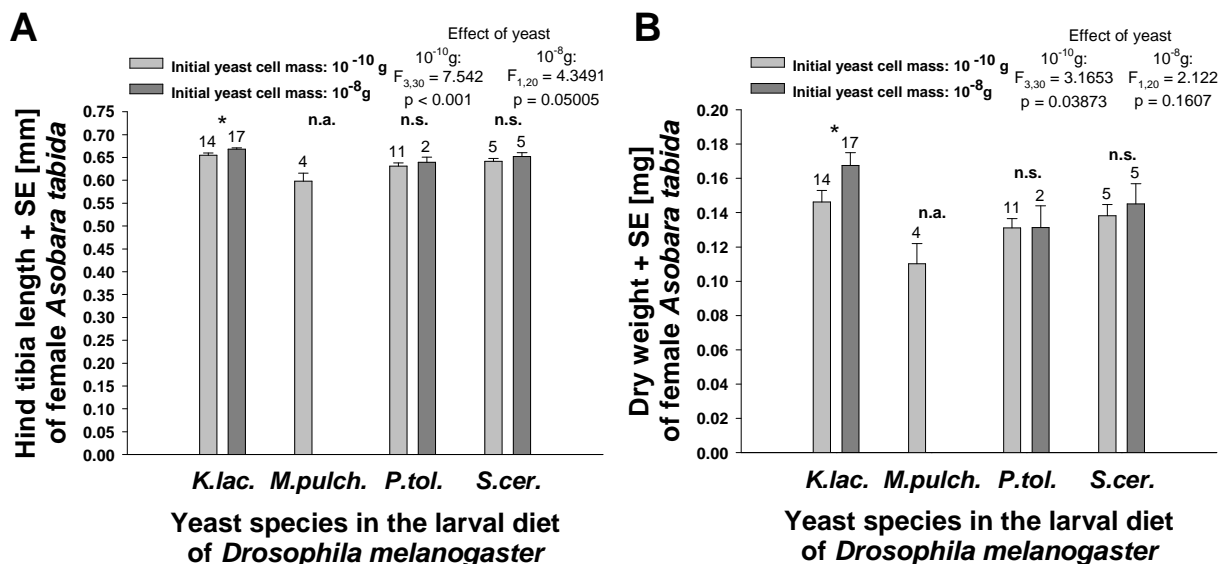 A
Effect of yeast
Initial yeast cell mass: 10⁻¹⁰ g
Initial yeast cell mass: 10⁻⁸g
10⁻¹⁰g:
F3,30 = 7.542
p < 0.001
10⁻⁸g:
F1,20 = 4.3491
p = 0.05005
Hind tibia length + SE [mm]
of female Asobara tabida
0.75
0.70
0.65
0.60
0.55
0.50
0.45
0.40
0.35
0.30
0.25
0.20
0.15
0.10
0.05
0.00
* n.a. n.s. n.s.
14 17 4 11 2 5 5
K.lac. M.pulch. P.tol. S.cer.
Yeast species in the larval diet
of Drosophila melanogaster
B
Effect of yeast
Initial yeast cell mass: 10⁻¹⁰ g
Initial yeast cell mass: 10⁻⁸g
10⁻¹⁰g:
F3,30 = 3.1653
p = 0.03873
10⁻⁸g:
F1,20 = 2.122
p = 0.1607
Dry weight + SE [mg]
of female Asobara tabida
0.20
0.18
0.16
0.14
0.12
0.10
0.08
0.06
0.04
0.02
0.00
* n.a. n.s. n.s.
14 17 4 11 2 5 5
K.lac. M.pulch. P.tol. S.cer.
Yeast species in the larval diet
of Drosophila melanogaster